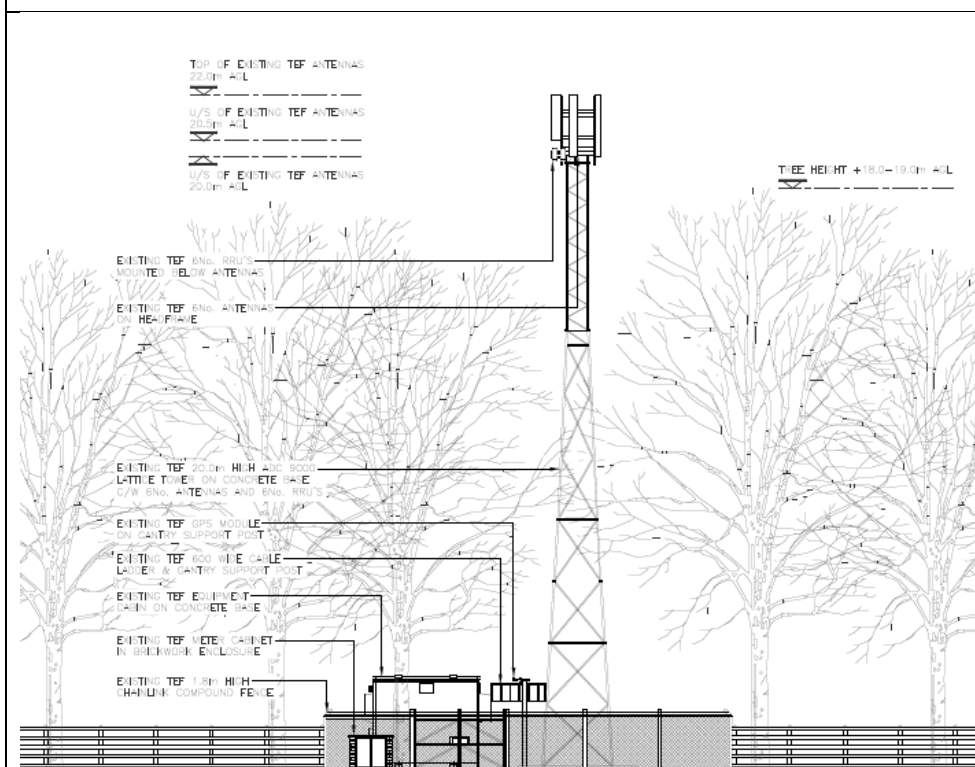 TOP OF EXISTING TEF ANTENNAS
22.0m AGL
U/S OF EXISTING TEF ANTENNAS
20.5m AGL
U/S OF EXISTING TEF ANTENNAS
20.0m AGL
TREE HEIGHT +18.0-19.0m AGL
EXISTING TEF 6No. RRU'S
MOUNTED BELOW ANTENNAS
EXISTING TEF 6No. ANTENNAS
ON HEADFRAME
EXISTING TEF 20.0m HIGH ADC 9000
LATTICE TOWER ON CONCRETE BASE
C/W 6No. ANTENNAS AND 6No. RRU'S
EXISTING TEF GPS MODULE
ON GANTRY SUPPORT POST
EXISTING TEF 600 WIDE CABLE
LADDER & GANTRY SUPPORT POST
EXISTING TEF EQUIPMENT
CABIN ON CONCRETE BASE
EXISTING TEF METER CABINET
IN BRICKWORK ENCLOSURE
EXISTING TEF 1.8m HIGH
CHAINLINK COMPOUND FENCE